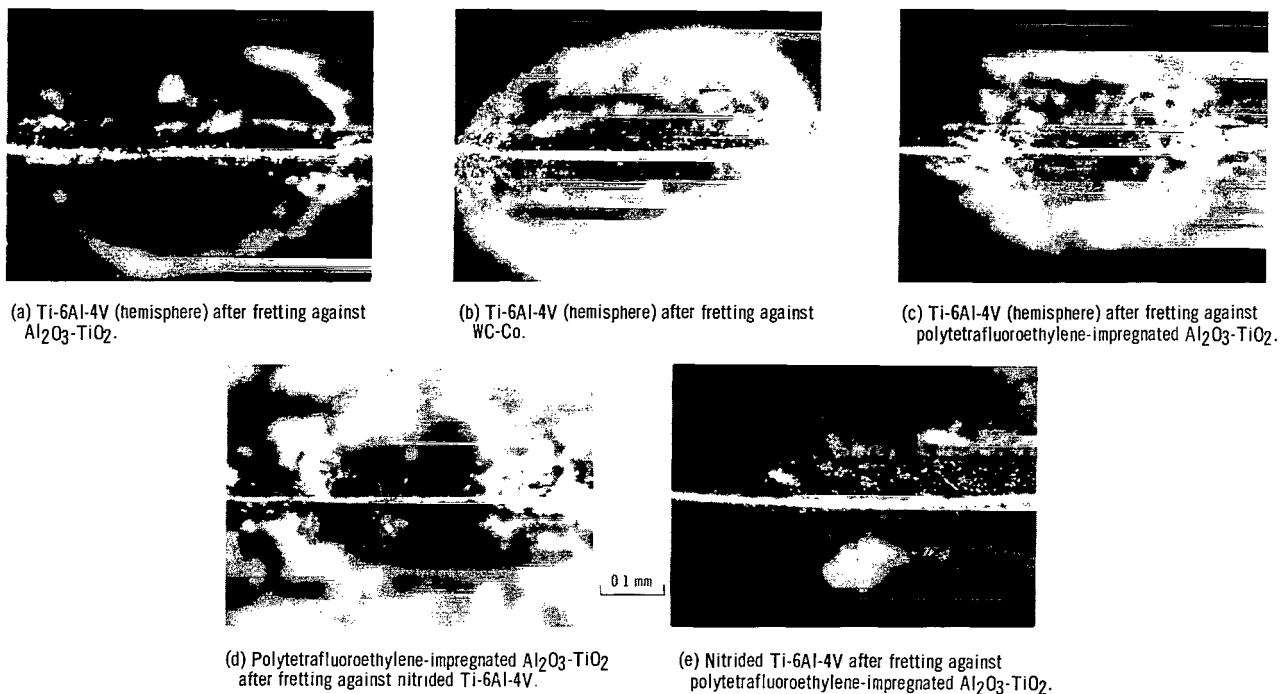 (a) Ti-6Al-4V (hemisphere) after fretting against
Al2O3-TiO2.
(b) Ti-6Al-4V (hemisphere) after fretting against
WC-Co.
(c) Ti-6Al-4V (hemisphere) after fretting against
polytetrafluoroethylene-impregnated Al2O3-TiO2.
0 1 mm
(d) Polytetrafluoroethylene-impregnated Al2O3-TiO2
after fretting against nitrided Ti-6Al-4V.
(e) Nitrided Ti-6Al-4V after fretting against
polytetrafluoroethylene-impregnated Al2O3-TiO2.